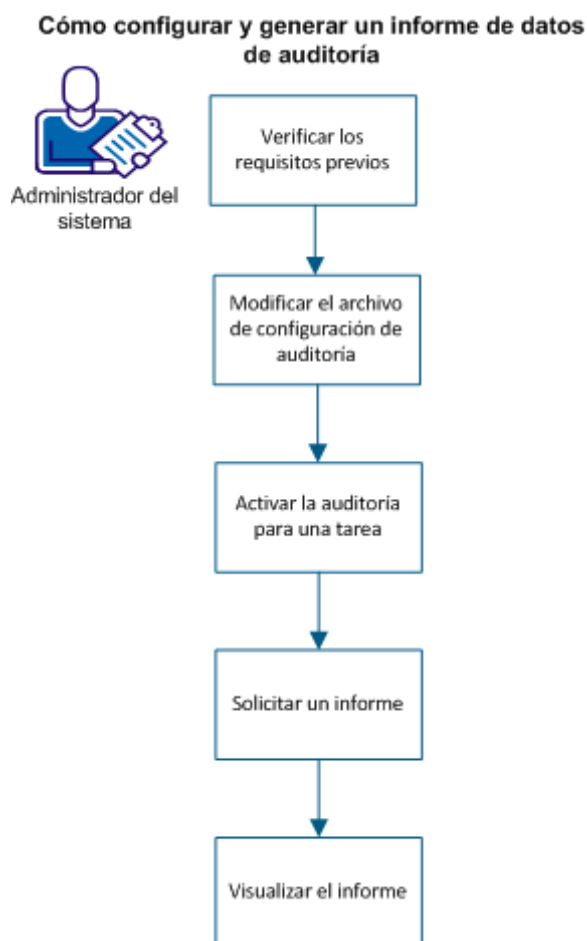 Cómo configurar y generar un informe de datos
de auditoría
Administrador del
sistema
Verificar los
requisitos previos
Modificar el archivo
de configuración de
auditoría
Activar la auditoría
para una tarea
Solicitar un informe
Visualizar el informe